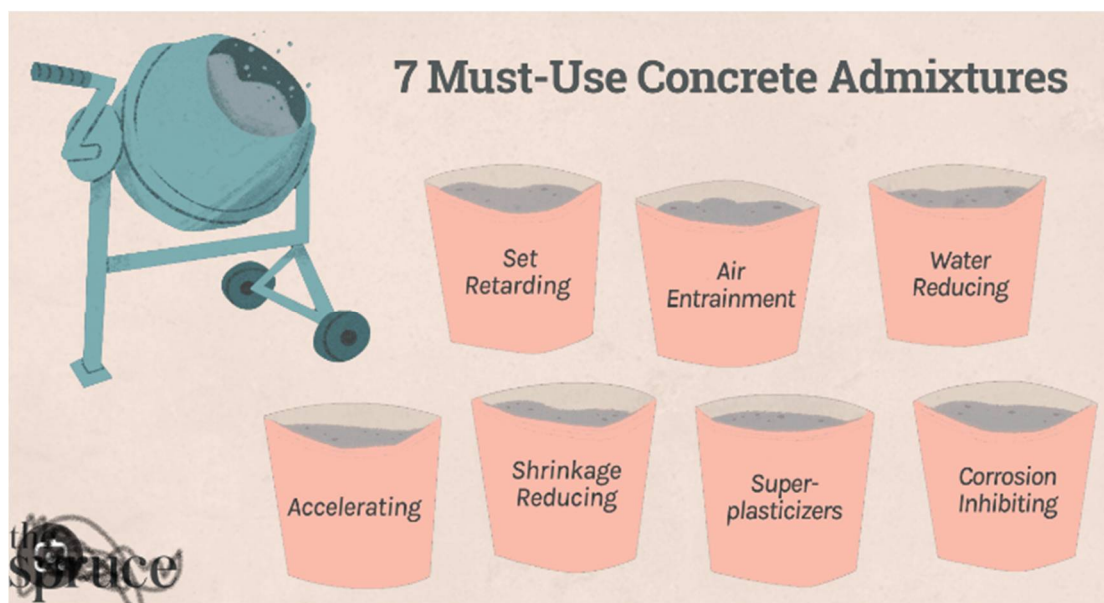 7 Must-Use Concrete Admixtures
Set
Retarding
Air
Entrainment
Water
Reducing
Accelerating
Shrinkage
Reducing
Super-
plasticizers
Corrosion
Inhibiting
the
spruce